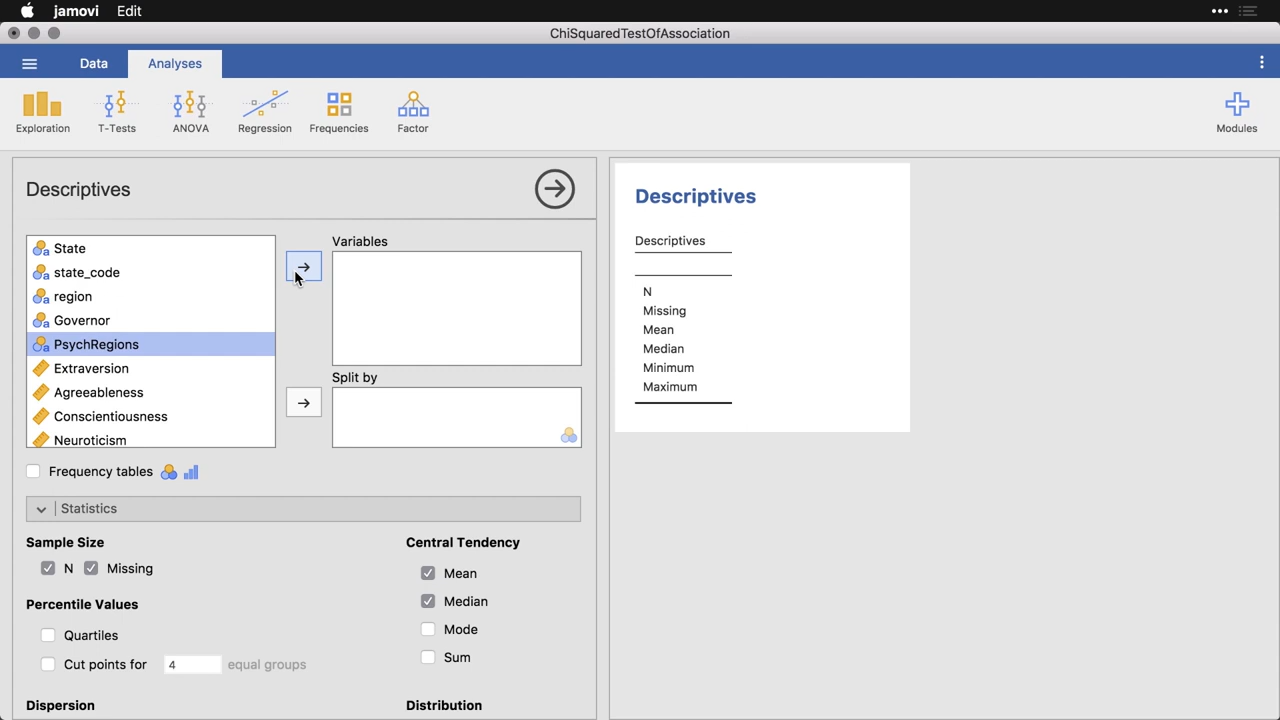 jamovi Edit
ChiSquaredTestOfAssociation
Data Analyses
Exploration T-Tests ANOVA Regression Frequencies Factor Modules
Descriptives
State
state_code
region
Governor
PsychRegions
Extraversion
Agreeableness
Conscientiousness
Neuroticism
Variables
Split by
Frequency tables
Statistics
Sample Size
N Missing
Percentile Values
Quartiles
Cut points for 4 equal groups
Dispersion
Central Tendency
Mean
Median
Mode
Sum
Distribution
Descriptives
Descriptives
N
Missing
Mean
Median
Minimum
Maximum